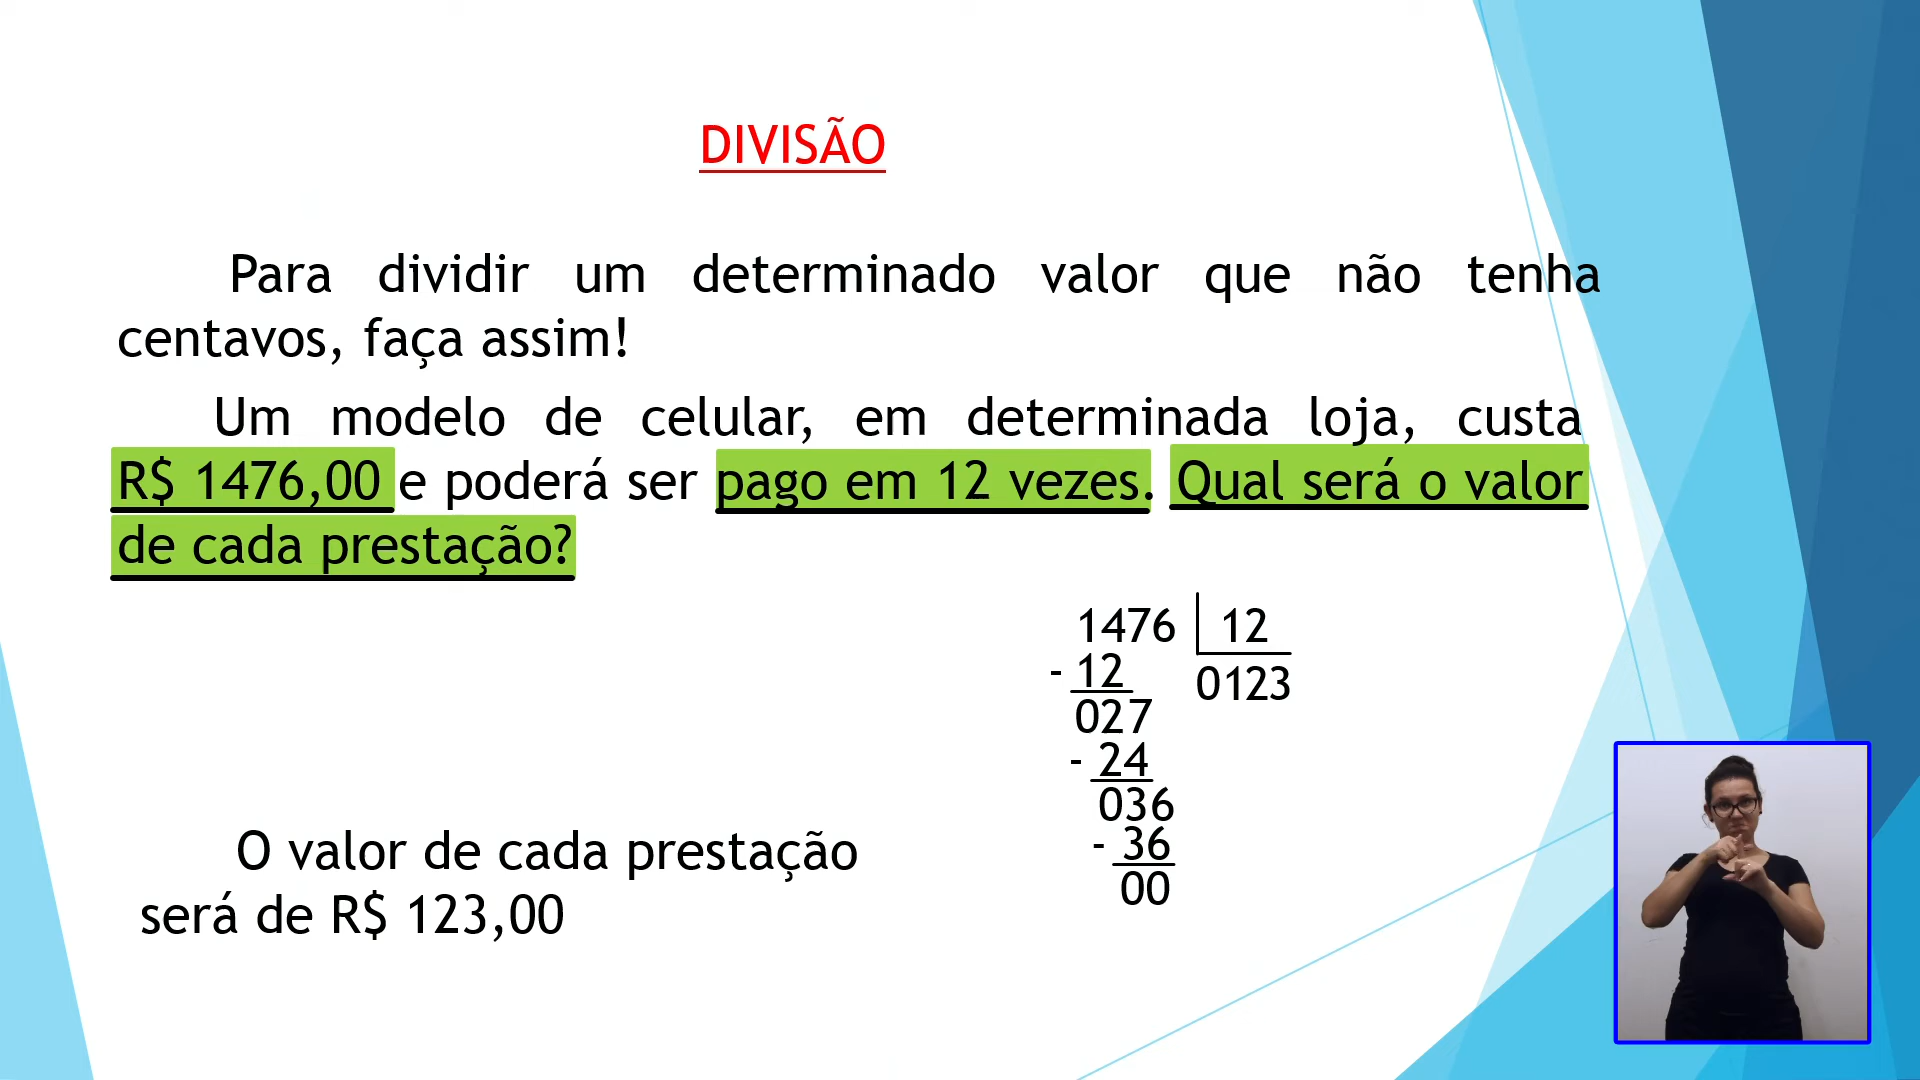 DIVISÃO
Para dividir um determinado valor que não tenha
centavos, faça assim!
Um modelo de celular, em determinada loja, custa
R$ 1476,00 e poderá ser pago em 12 vezes. Qual será o valor
de cada prestação?
1476 12
- 12 0123
027
- 24
036
- 36
00
O valor de cada prestação
será de R$ 123,00